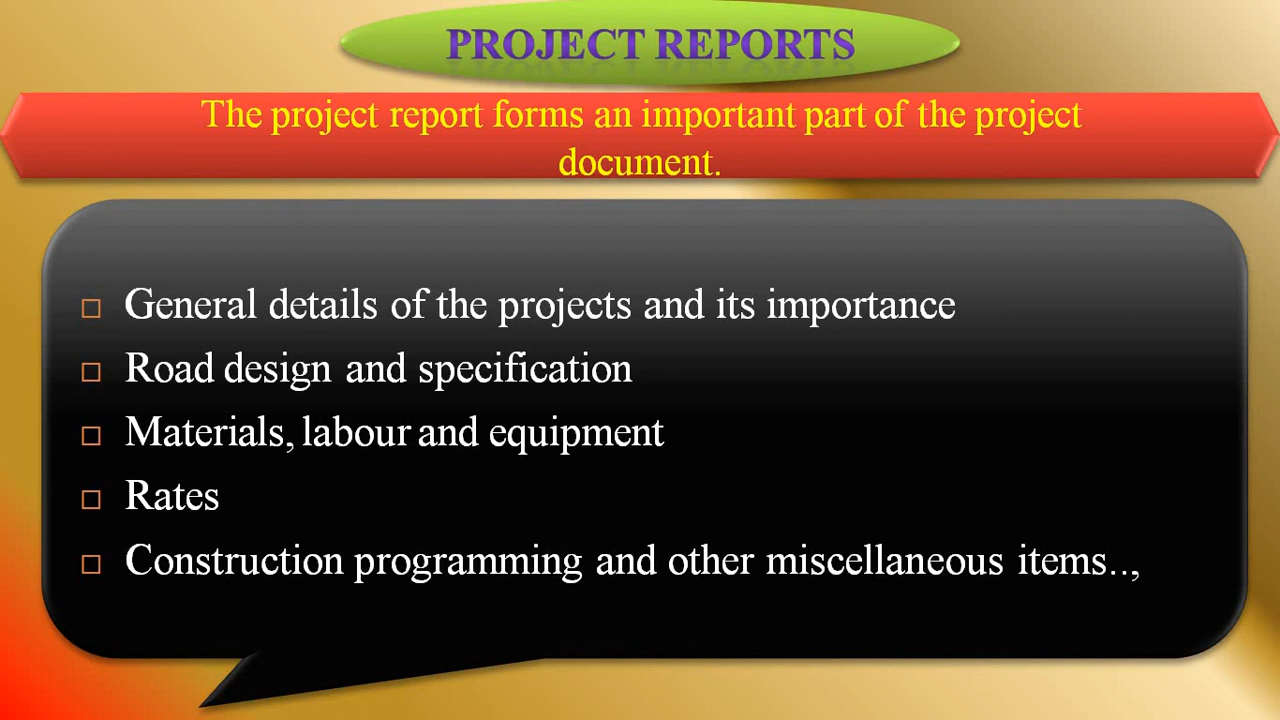 PROJECT REPORTS
The project report forms an important part of the project
document.
General details of the projects and its importance
Road design and specification
Materials, labour and equipment
Rates
Construction programming and other miscellaneous items..,